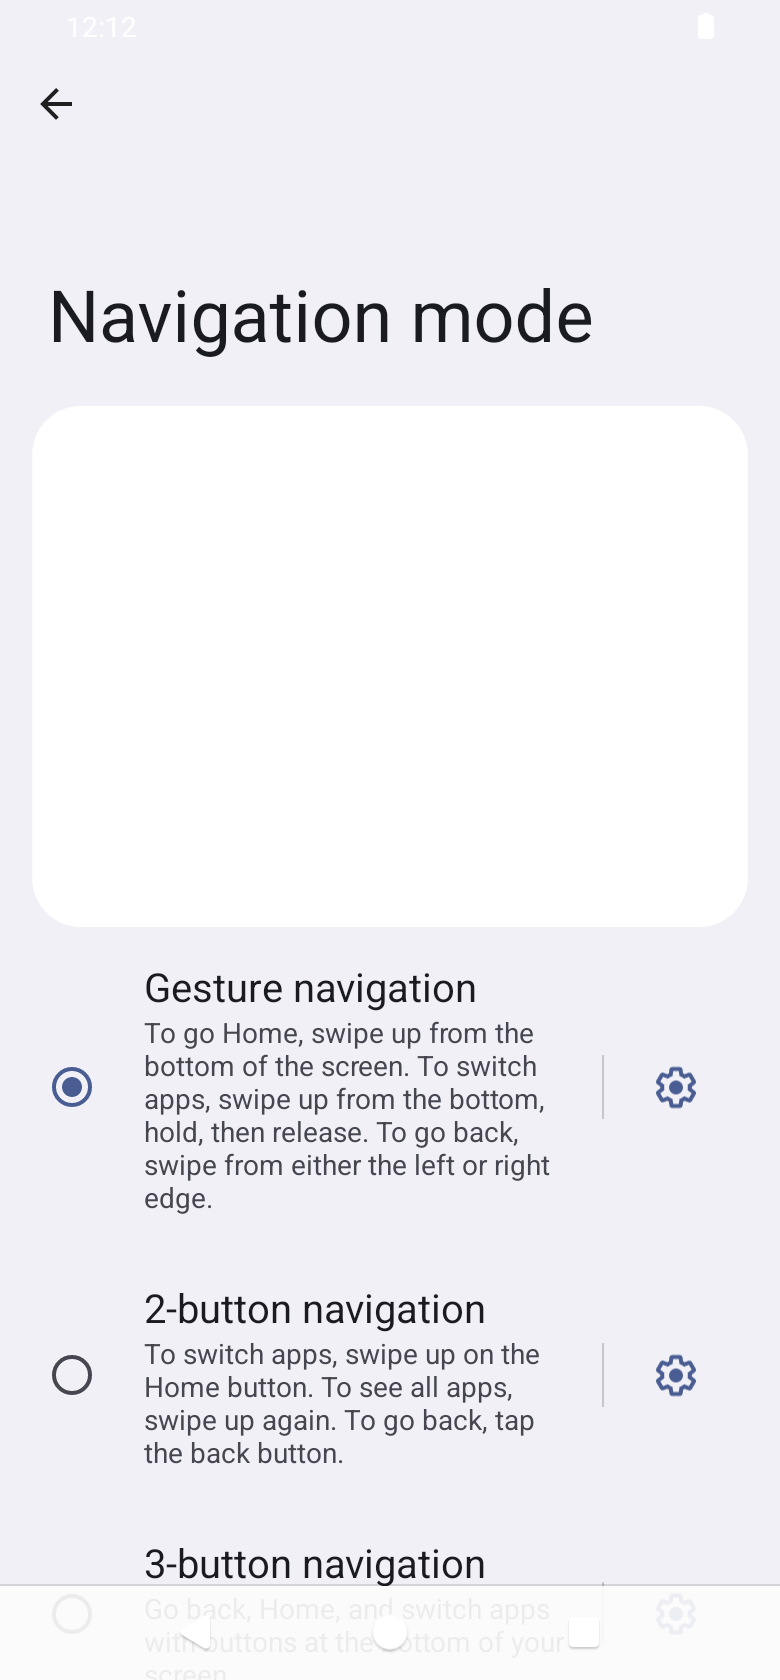 12:12
Navigation mode
Gesture navigation
To go Home, swipe up from the
bottom of the screen. To switch
apps, swipe up from the bottom,
hold, then release. To go back,
swipe from either the left or right
edge.
2-button navigation
To switch apps, swipe up on the
Home button. To see all apps,
swipe up again. To go back, tap
the back button.
3-button navigation
Go back, Home, and switch apps
with buttons at the bottom of your
screen.